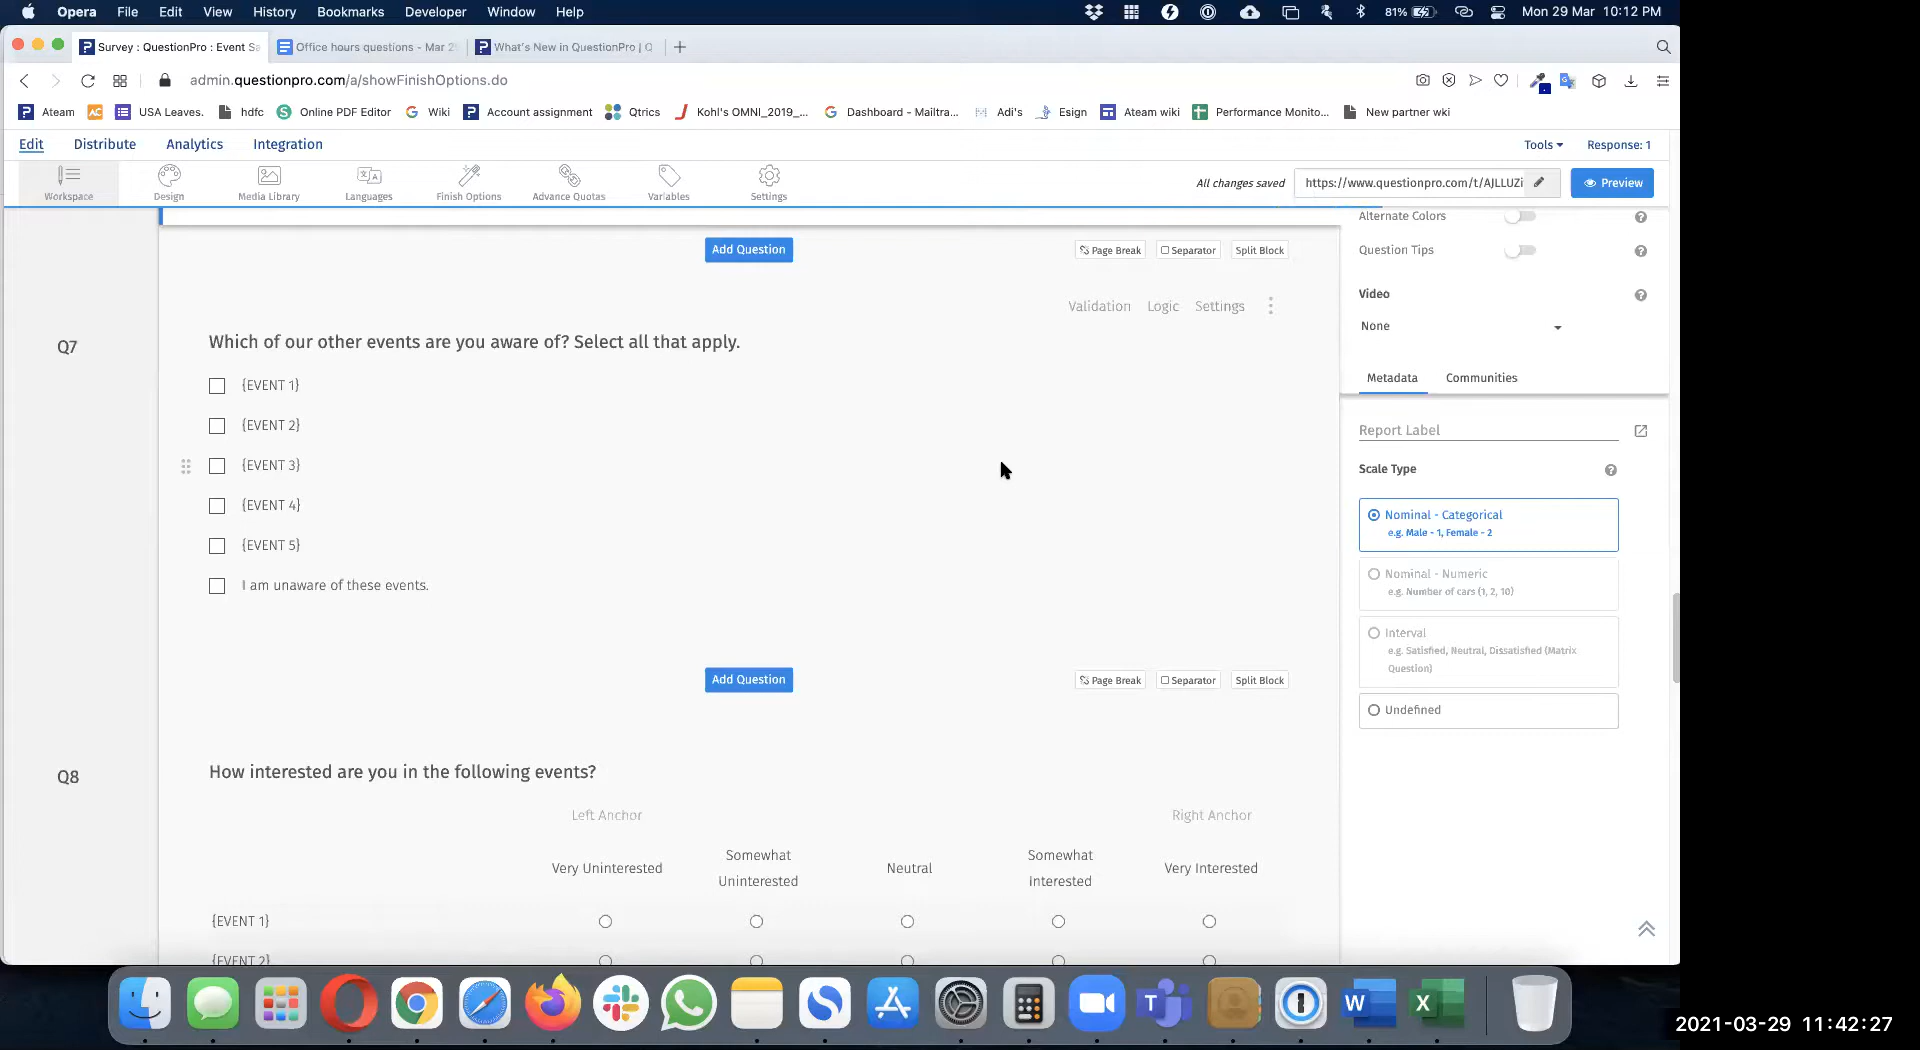 Opera File Edit View History Bookmarks Developer Window Help 81% Mon 29 Mar 10:12 PM
Survey : QuestionPro : Event Sa Office hours questions - Mar 2 What's New in QuestionPro | Q
admin.questionpro.com/a/showFinishOptions.do
Ateam USA Leaves. hdfc Online PDF Editor Wiki Account assignment Qtrics Kohl's OMNI_2019_... Dashboard - Mailtra... Adi's Esign Ateam wiki Performance Monito... New partner wki
Edit Distribute Analytics Integration Tools Response: 1
Workspace Design Media Library Languages Finish Options Advance Quotas Variables Settings All changes saved https://www.questionpro.com/t/AJLLUZi Preview
Alternate Colors
Add Question Page Break Separator Split Block Question Tips
Video
Validation Logic Settings
None
Q7 Which of our other events are you aware of? Select all that apply.
Metadata Communities
{EVENT 1}
{EVENT 2}
Report Label
{EVENT 3}
Scale Type
{EVENT 4}
Nominal - Categorical
e.g. Male - 1, Female - 2
{EVENT 5}
Nominal - Numeric
I am unaware of these events.
e.g. Number of cars (1, 2, 10)
Interval
e.g. Satisfied, Neutral, Dissatisfied (Matrix
Question)
Add Question Page Break Separator Split Block
Undefined
Q8 How interested are you in the following events?
Left Anchor Right Anchor
Very Uninterested Somewhat Uninterested Neutral Somewhat Interested Very Interested
{EVENT 1}
{EVENT 2}
2021-03-29 11:42:27